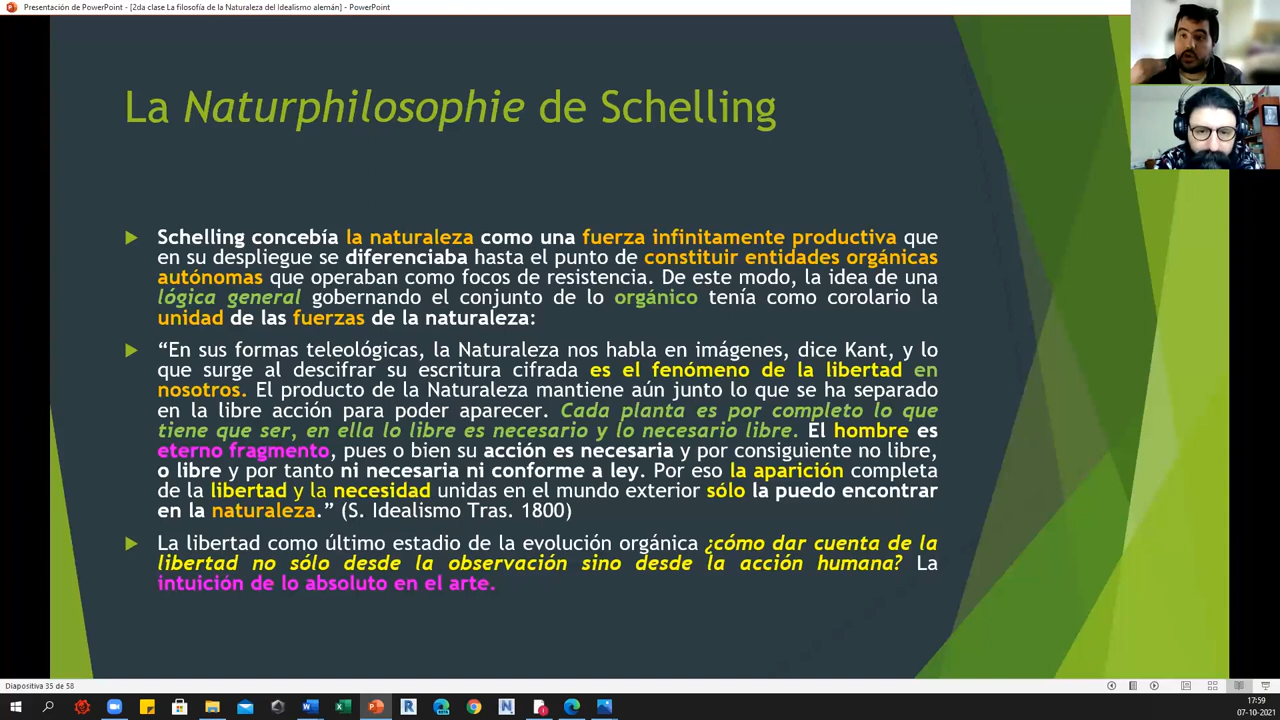 Presentación de PowerPoint - [2da clase La filosofía de la Naturaleza del Idealismo alemán] - PowerPoint
La Naturphilosophie de Schelling
Schelling concebía la naturaleza como una fuerza infinitamente productiva que
en su despliegue se diferenciaba hasta el punto de constituir entidades orgánicas
autónomas que operaban como focos de resistencia. De este modo, la idea de una
lógica general gobernando el conjunto de lo orgánico tenía como corolario la
unidad de las fuerzas de la naturaleza:
“En sus formas teleológicas, la Naturaleza nos habla en imágenes, dice Kant, y lo
que surge al descifrar su escritura cifrada es el fenómeno de la libertad en
nosotros. El producto de la Naturaleza mantiene aún junto lo que se ha separado
en la libre acción para poder aparecer. Cada planta es por completo lo que
tiene que ser, en ella lo libre es necesario y lo necesario libre. El hombre es
eterno fragmento, pues o bien su acción es necesaria y por consiguiente no libre,
o libre y por tanto ni necesaria ni conforme a ley. Por eso la aparición completa
de la libertad y la necesidad unidas en el mundo exterior sólo la puedo encontrar
en la naturaleza.” (S. Idealismo Tras. 1800)
La libertad como último estadio de la evolución orgánica ¿cómo dar cuenta de la
libertad no sólo desde la observación sino desde la acción humana? La
intuición de lo absoluto en el arte.
Diapositiva 35 de 58
17:59
07-10-2021